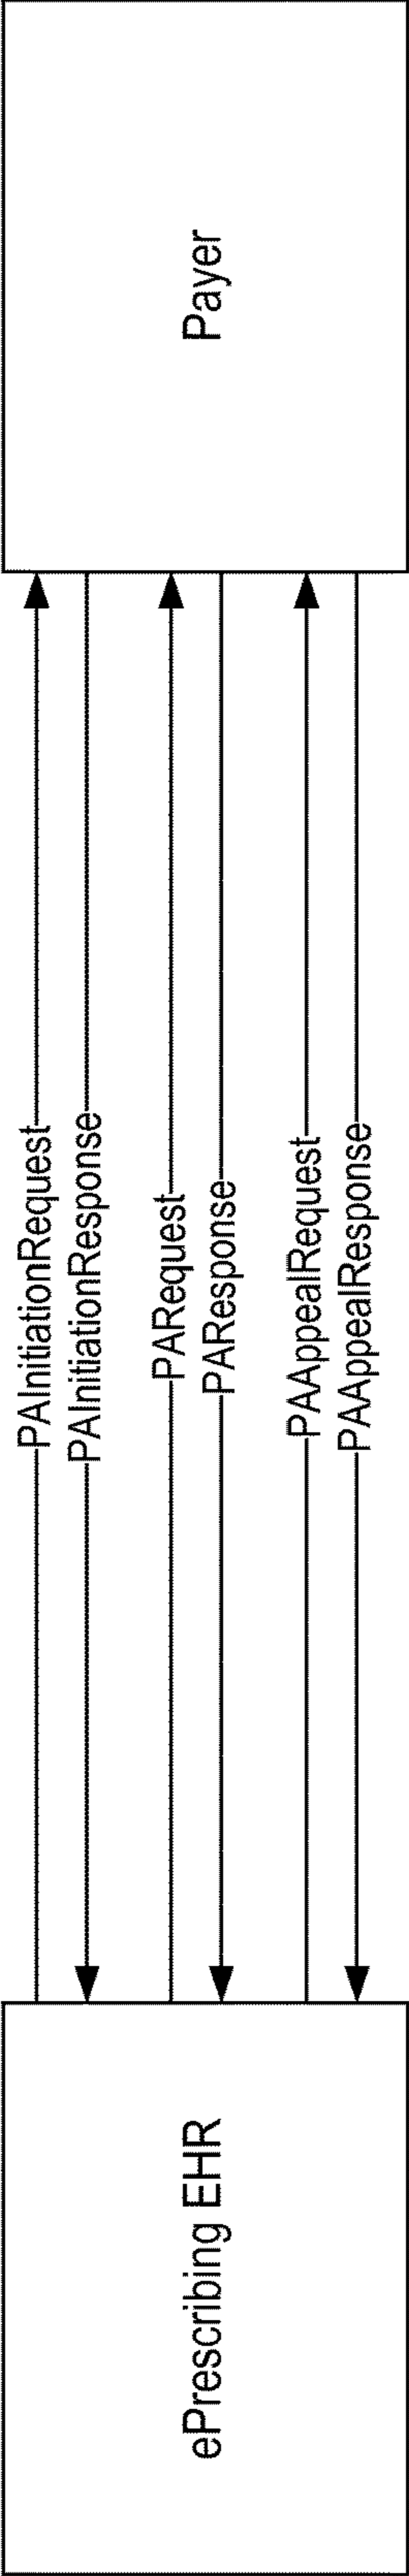 ePrescribing EHR
PAInitiationRequest
PAInitiationResponse
PARequest
PAResponse
PAAppealRequest
PAAppealResponse
Payer